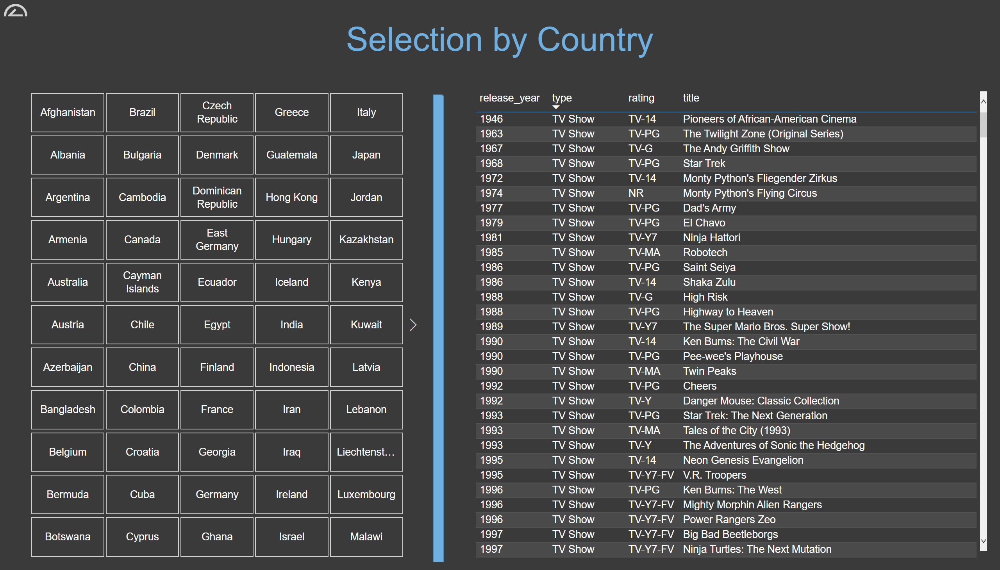 Selection by Country
Afghanistan
Brazil
Czech
Republic
Greece
Italy
Albania
Bulgaria
Denmark
Guatemala
Japan
Argentina
Cambodia
Dominican
Republic
Hong Kong
Jordan
Armenia
Canada
East
Germany
Hungary
Kazakhstan
Australia
Cayman
Islands
Ecuador
Iceland
Kenya
Austria
Chile
Egypt
India
Kuwait
Azerbaijan
China
Finland
Indonesia
Latvia
Bangladesh
Colombia
France
Iran
Lebanon
Belgium
Croatia
Georgia
Iraq
Liechtenst...
Bermuda
Cuba
Germany
Ireland
Luxembourg
Botswana
Cyprus
Ghana
Israel
Malawi
release_year type rating title
1946 TV Show TV-14 Pioneers of African-American Cinema
1963 TV Show TV-PG The Twilight Zone (Original Series)
1967 TV Show TV-G The Andy Griffith Show
1968 TV Show TV-PG Star Trek
1972 TV Show TV-14 Monty Python's Fliegender Zirkus
1974 TV Show NR Monty Python's Flying Circus
1977 TV Show TV-PG Dad's Army
1979 TV Show TV-PG El Chavo
1981 TV Show TV-Y7 Ninja Hattori
1985 TV Show TV-MA Robotech
1986 TV Show TV-PG Saint Seiya
1986 TV Show TV-14 Shaka Zulu
1988 TV Show TV-G High Risk
1988 TV Show TV-PG Highway to Heaven
1989 TV Show TV-Y7 The Super Mario Bros. Super Show!
1990 TV Show TV-14 Ken Burns: The Civil War
1990 TV Show TV-PG Pee-wee's Playhouse
1990 TV Show TV-MA Twin Peaks
1992 TV Show TV-PG Cheers
1992 TV Show TV-Y Danger Mouse: Classic Collection
1993 TV Show TV-PG Star Trek: The Next Generation
1993 TV Show TV-MA Tales of the City (1993)
1993 TV Show TV-Y The Adventures of Sonic the Hedgehog
1995 TV Show TV-14 Neon Genesis Evangelion
1995 TV Show TV-Y7-FV V.R. Troopers
1996 TV Show TV-PG Ken Burns: The West
1996 TV Show TV-Y7-FV Mighty Morphin Alien Rangers
1996 TV Show TV-Y7-FV Power Rangers Zeo
1997 TV Show TV-Y7-FV Big Bad Beetleborgs
1997 TV Show TV-Y7-FV Ninja Turtles: The Next Mutation